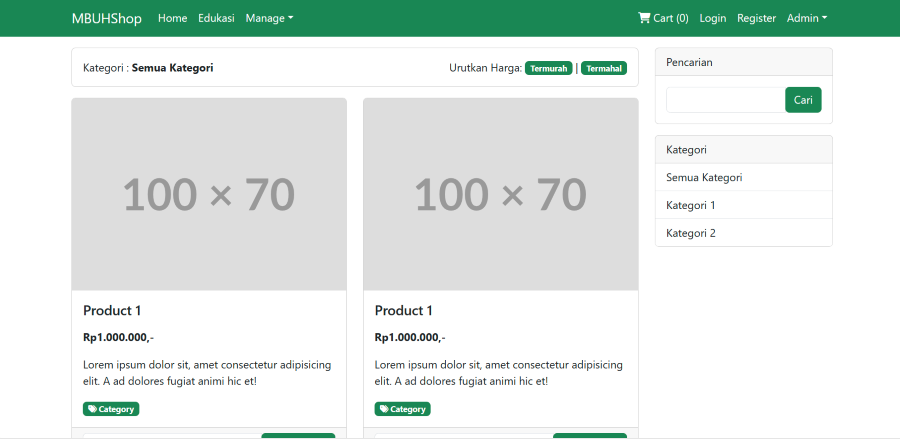 MBUHShop Home Edukasi Manage Cart (0) Login Register Admin
Kategori : Semua Kategori Urutkan Harga: Termurah | Termahal
100 × 70
Product 1
Rp1.000.000,-
Lorem ipsum dolor sit, amet consectetur adipisicing
elit. A ad dolores fugiat animi hic et!
Category
100 × 70
Product 1
Rp1.000.000,-
Lorem ipsum dolor sit, amet consectetur adipisicing
elit. A ad dolores fugiat animi hic et!
Category
Pencarian
Cari
Kategori
Semua Kategori
Kategori 1
Kategori 2